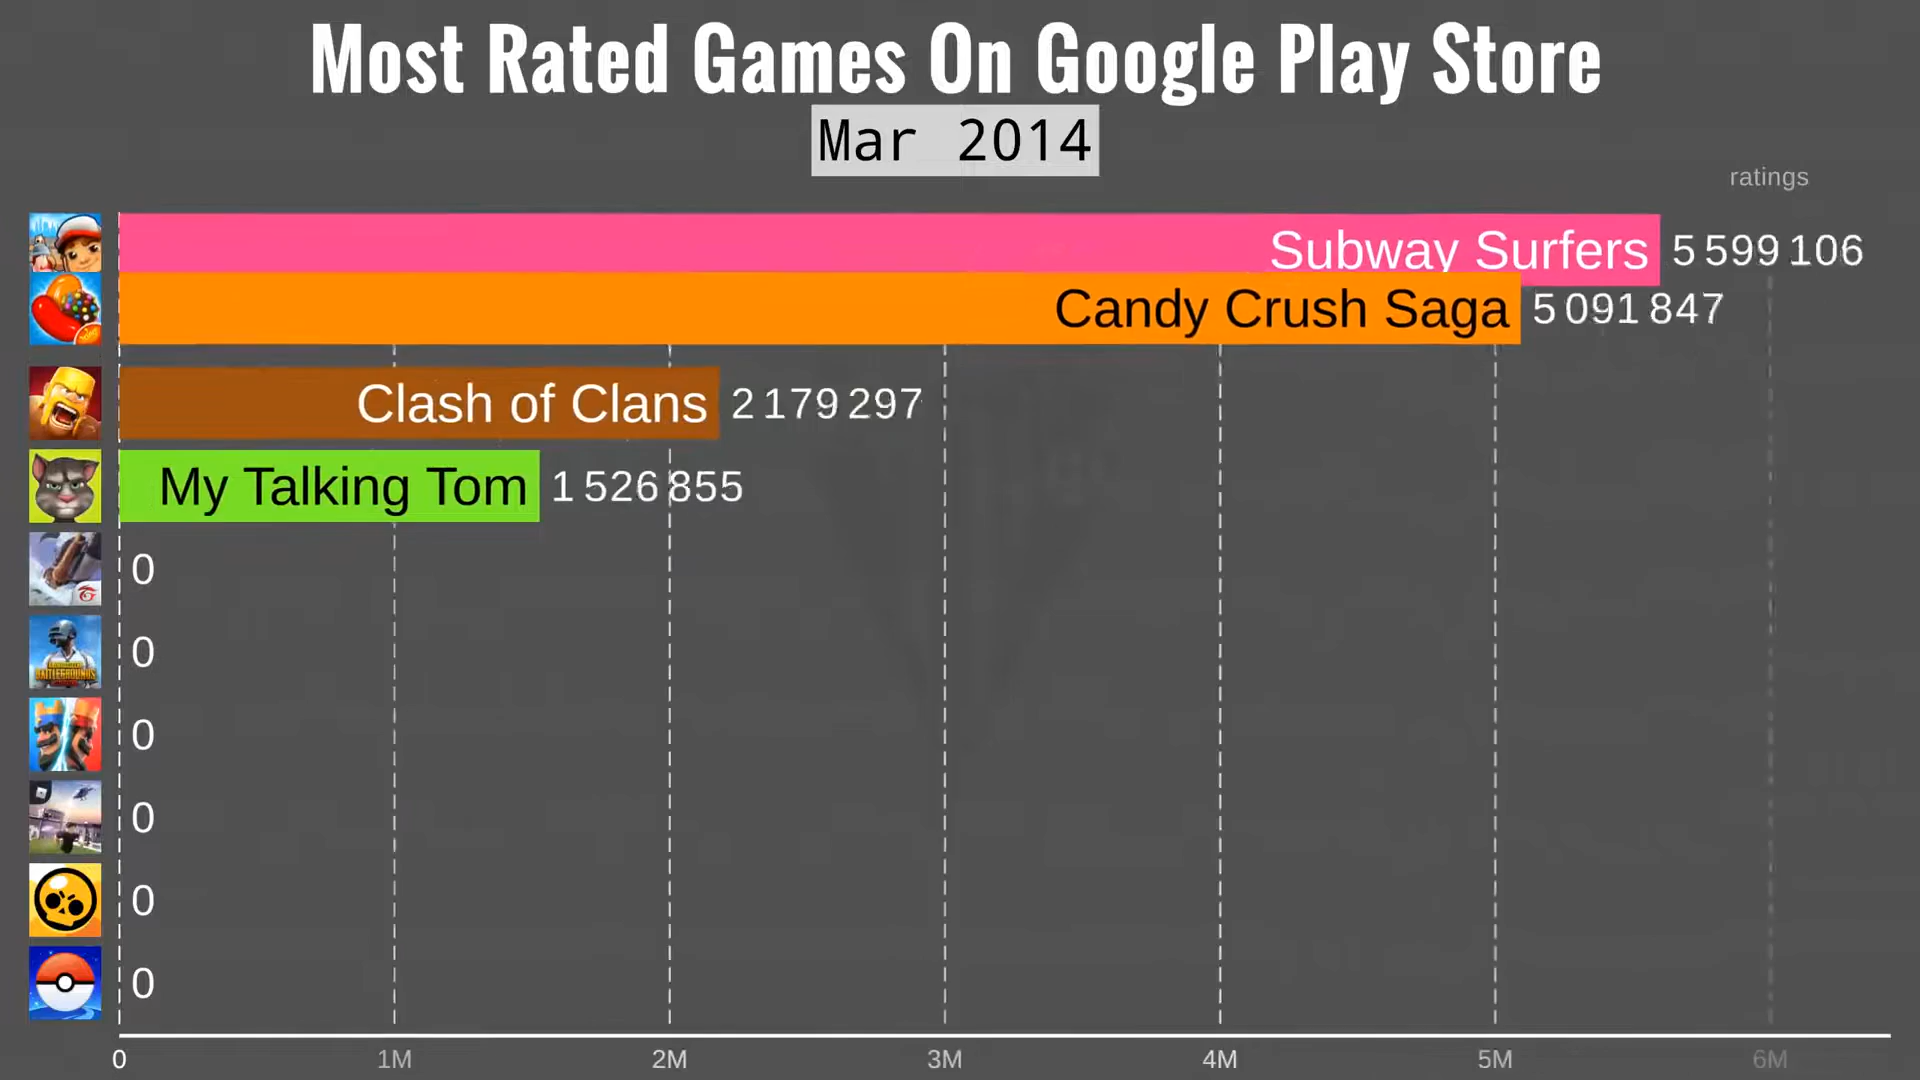 Most Rated Games On Google Play Store
Mar 2014
ratings
Subway Surfers 5 599 106
Candy Crush Saga 5 091 847
Clash of Clans 2 179 297
My Talking Tom 1 526 855
0
BATTLEGROUNDS 0
0
0
0
0
0 1M 2M 3M 4M 5M 6M